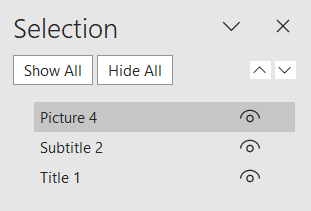 Selection
Show All Hide All
Picture 4
Subtitle 2
Title 1